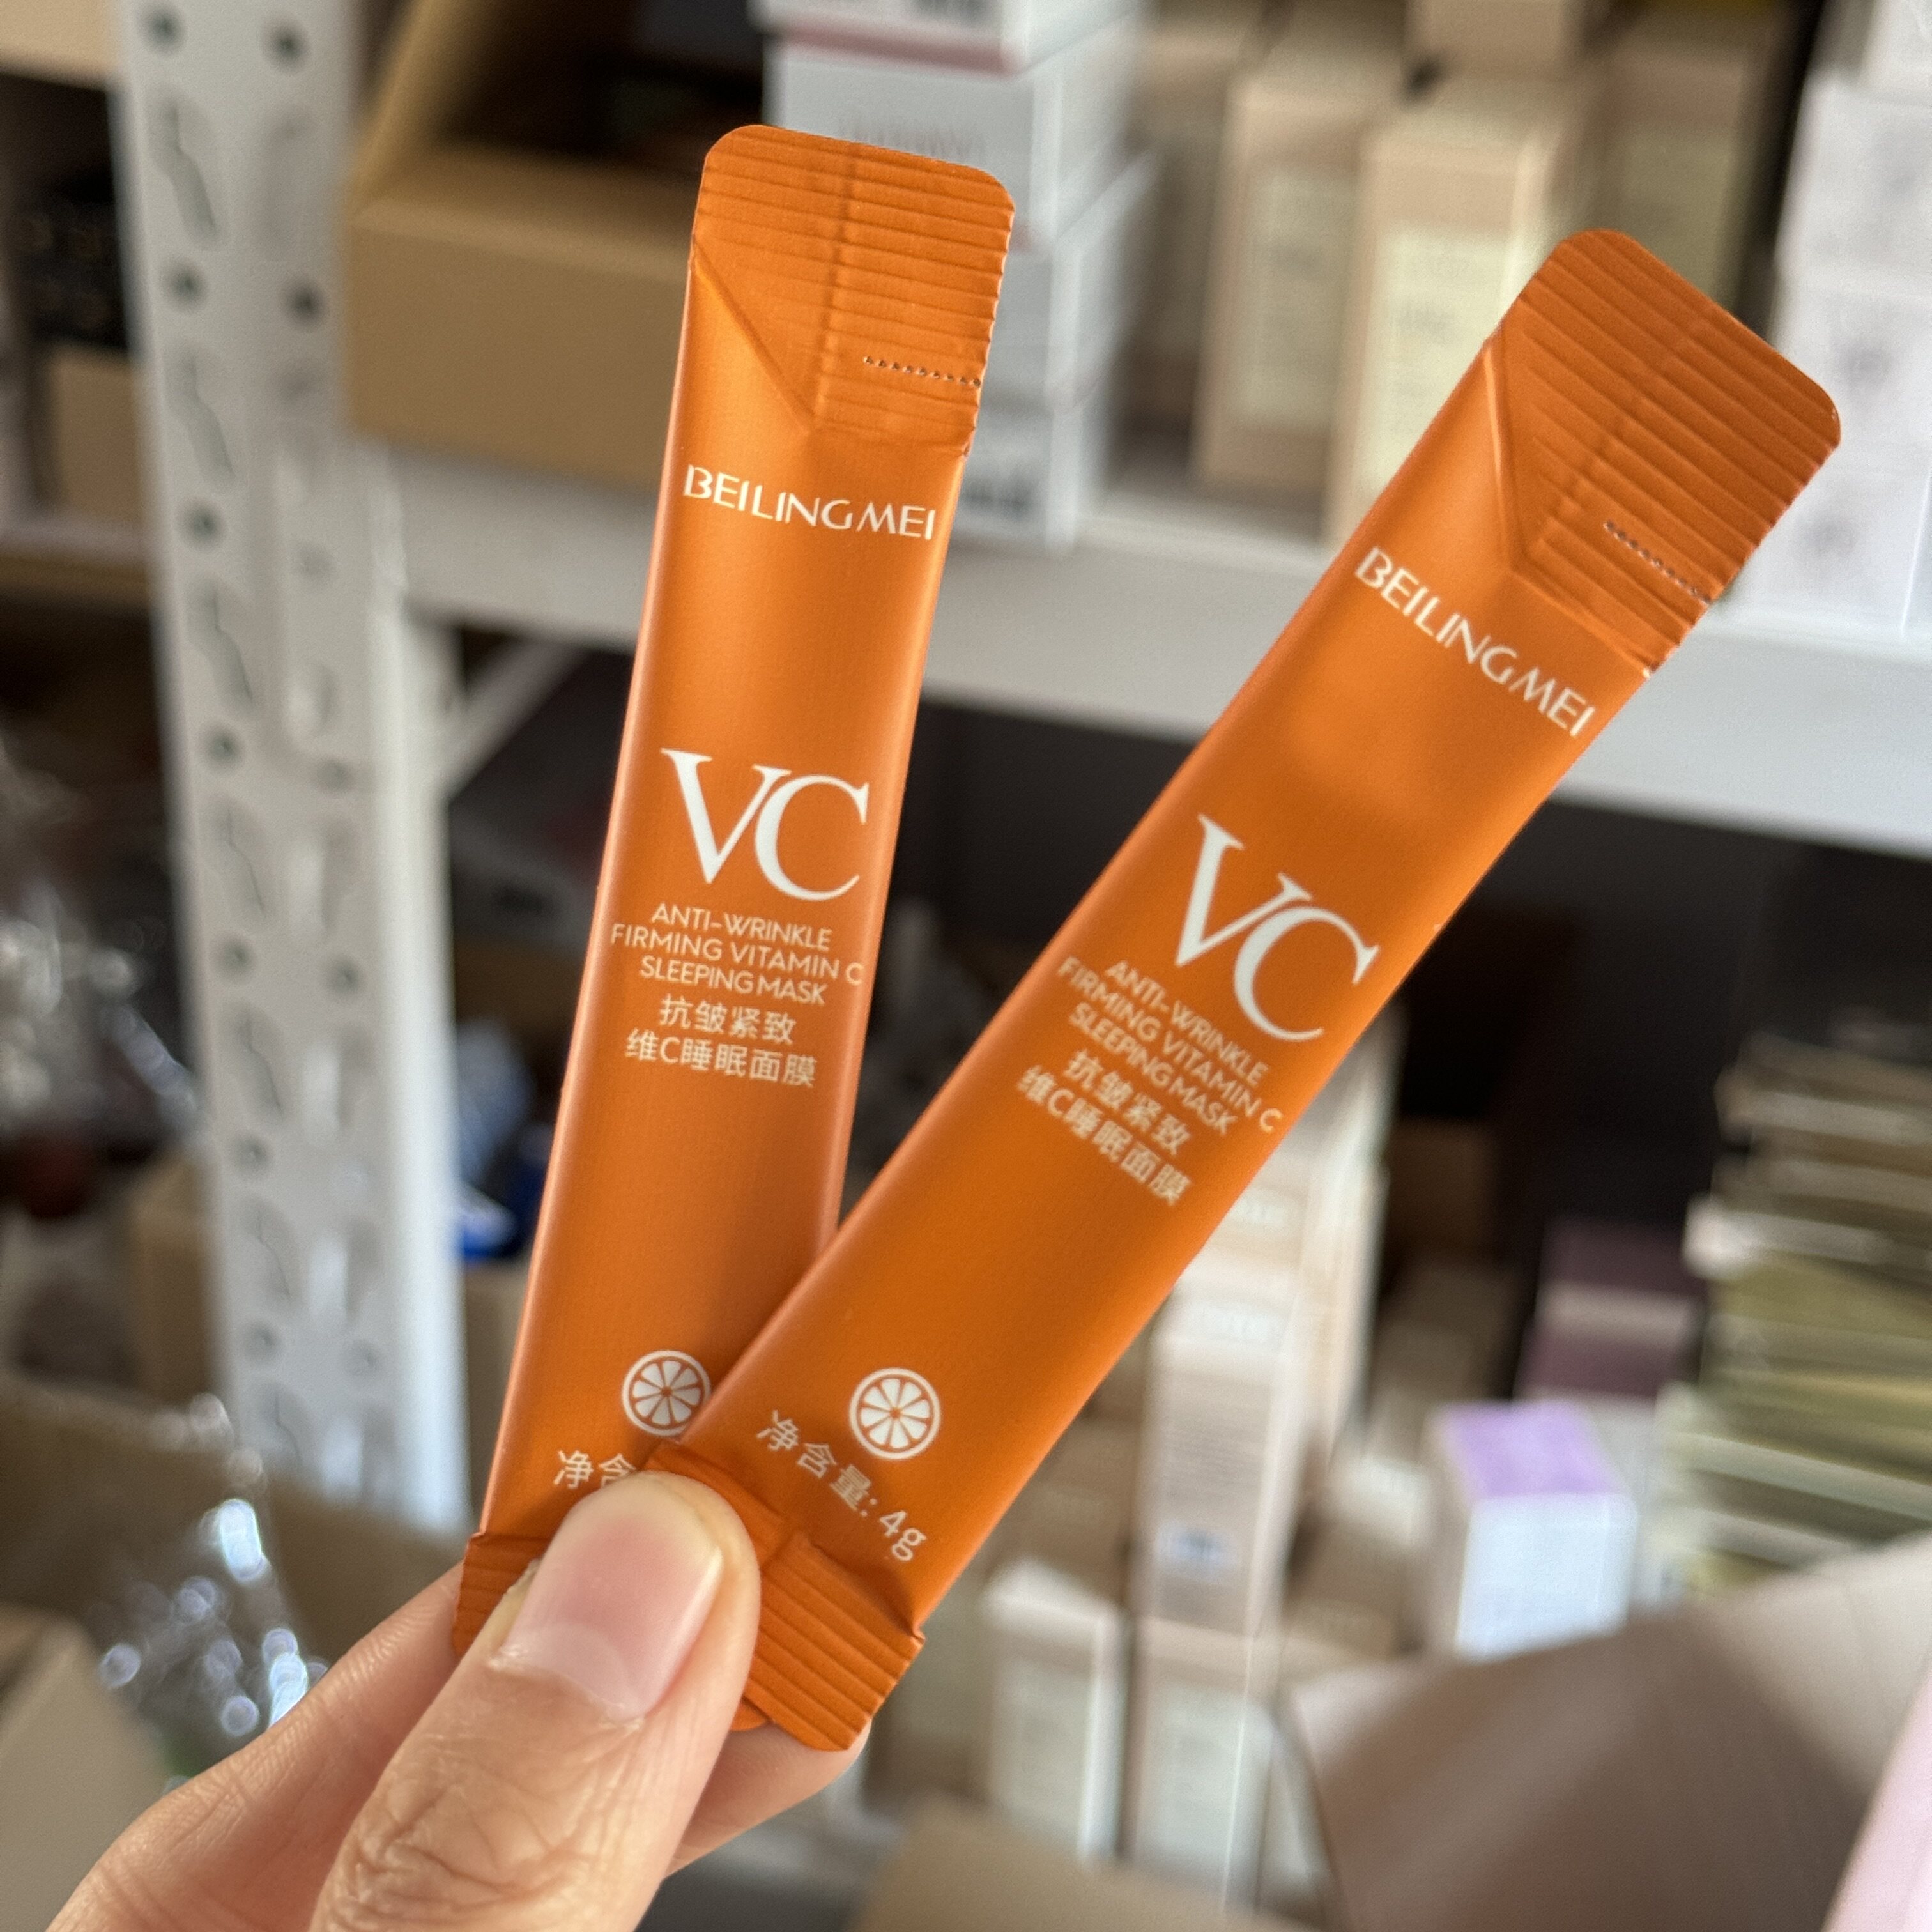 BEILINGMEI
VC
ANTI-WRINKLE
FIRMING VITAMIN C
SLEEPING MASK
抗皱紧致
维C睡眠面膜
净含
BEILINGMEI
VC
ANTI-WRINKLE
FIRMING VITAMIN C
SLEEPING MASK
抗皱紧致
维C睡眠面膜
净含量: 4g